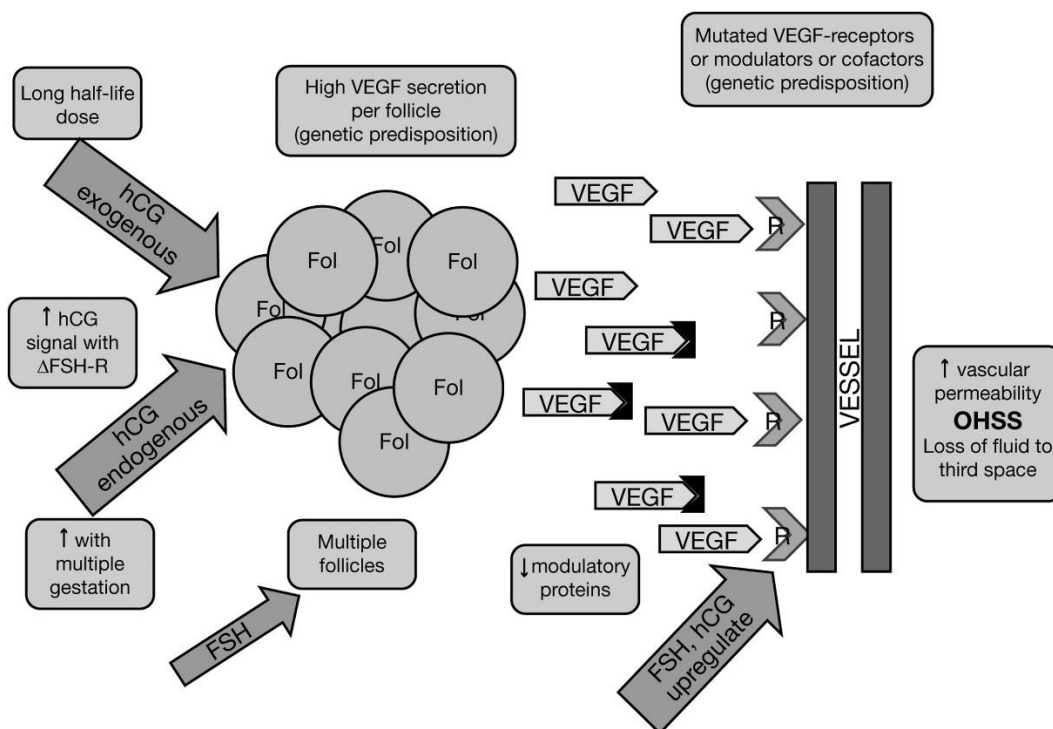 Long half-life
dose
hCG
exogenous
↑ hCG
signal with
ΔFSH-R
hCG
endogenous
↑ with
multiple
gestation
FSH
High VEGF secretion
per follicle
(genetic predisposition)
Fol
Fol
Fol
Fol
Fol
Fol
Fol
Fol
Fol
Multiple
follicles
Mutated VEGF-receptors
or modulators or cofactors
(genetic predisposition)
VEGF
VEGF
VEGF
VEGF
VEGF
VEGF
VEGF
VEGF
R
R
R
R
↓ modulatory
proteins
FSH, hCG
upregulate
VESSEL
↑ vascular
permeability
OHSS
Loss of fluid to
third space